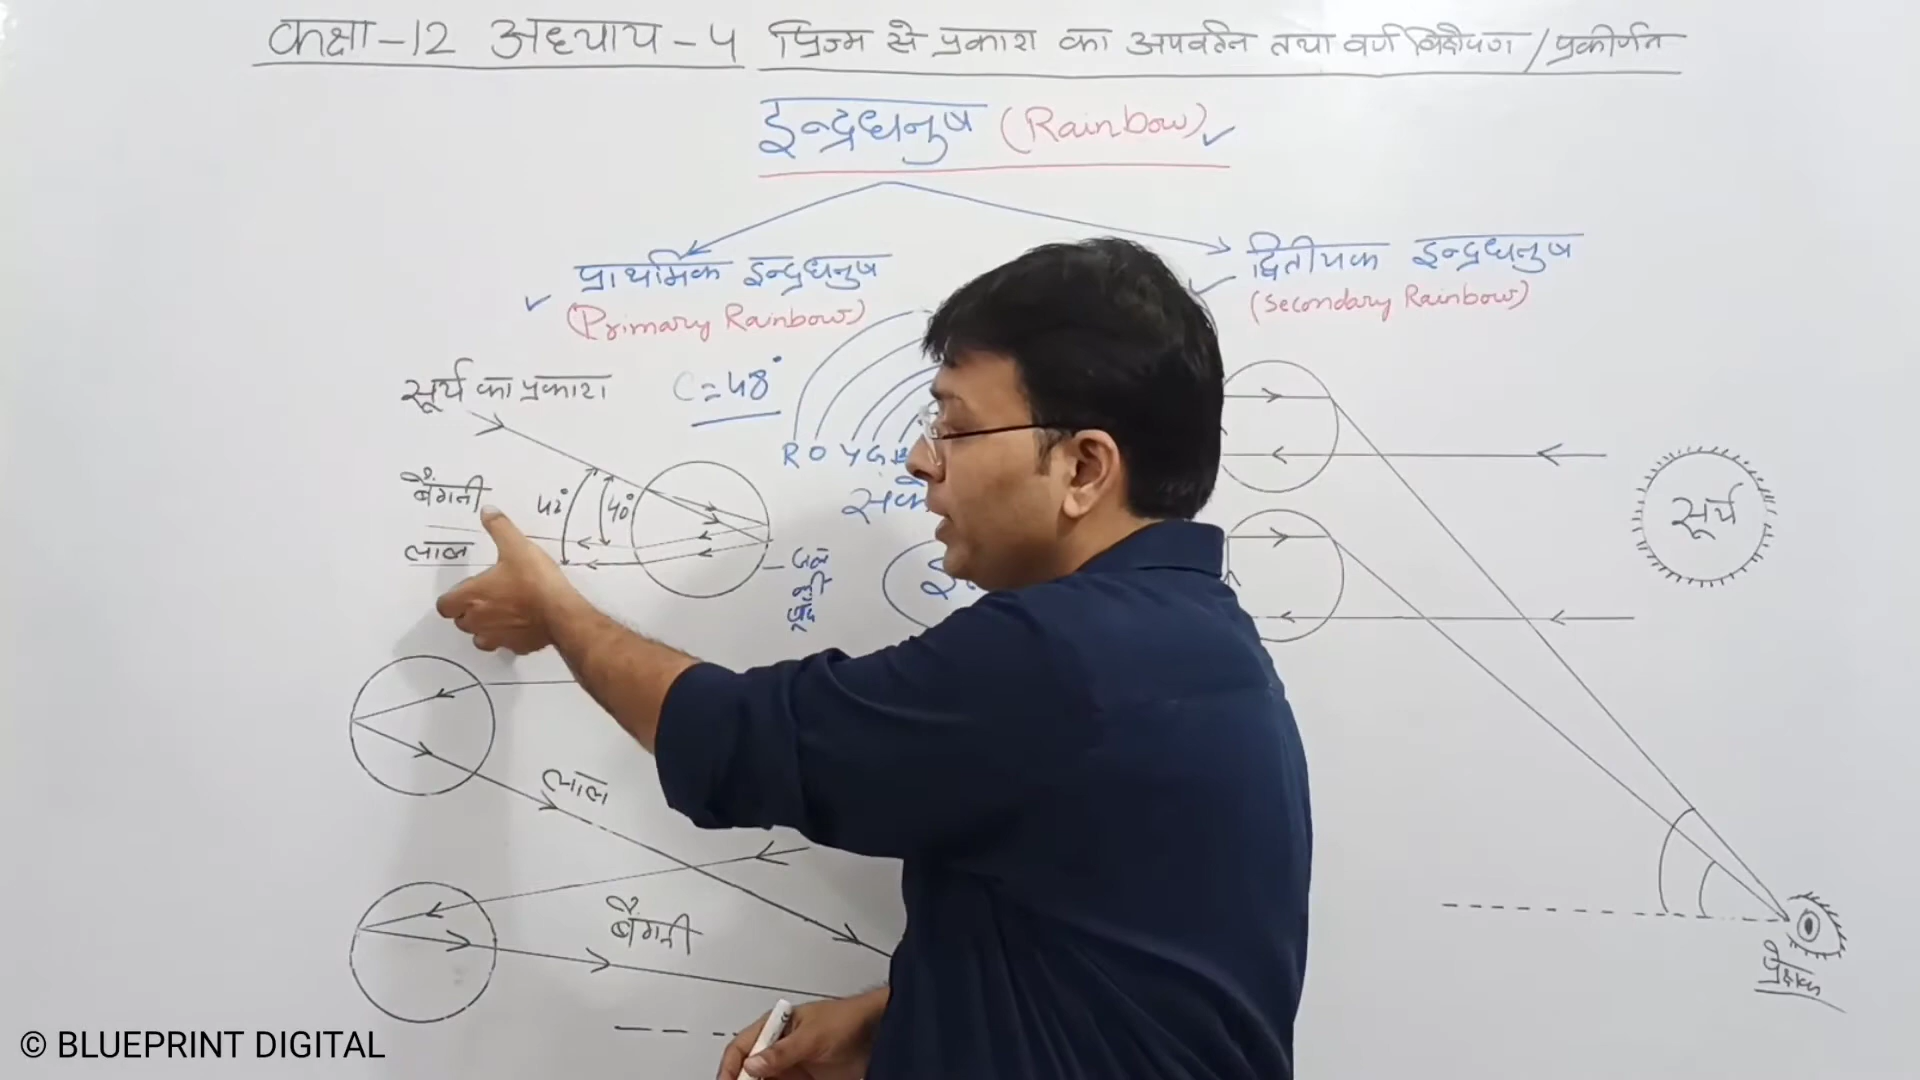 कक्षा-12 अध्याय-4 प्रिज्म से प्रकाश का अपवर्तन तथा वर्ण विक्षेपण/प्रकीर्णन
इन्द्रधनुष (Rainbow)
प्राथमिक इन्द्रधनुष
(Primary Rainbow)
द्वितीयक इन्द्रधनुष
(Secondary Rainbow)
सूर्य का प्रकाश
C=48°
R O Y G B
बैंगनी
42° 40°
लाल
जल
की
सूर्य
लाल
बैंगनी
प्रेक्षक
© BLUEPRINT DIGITAL